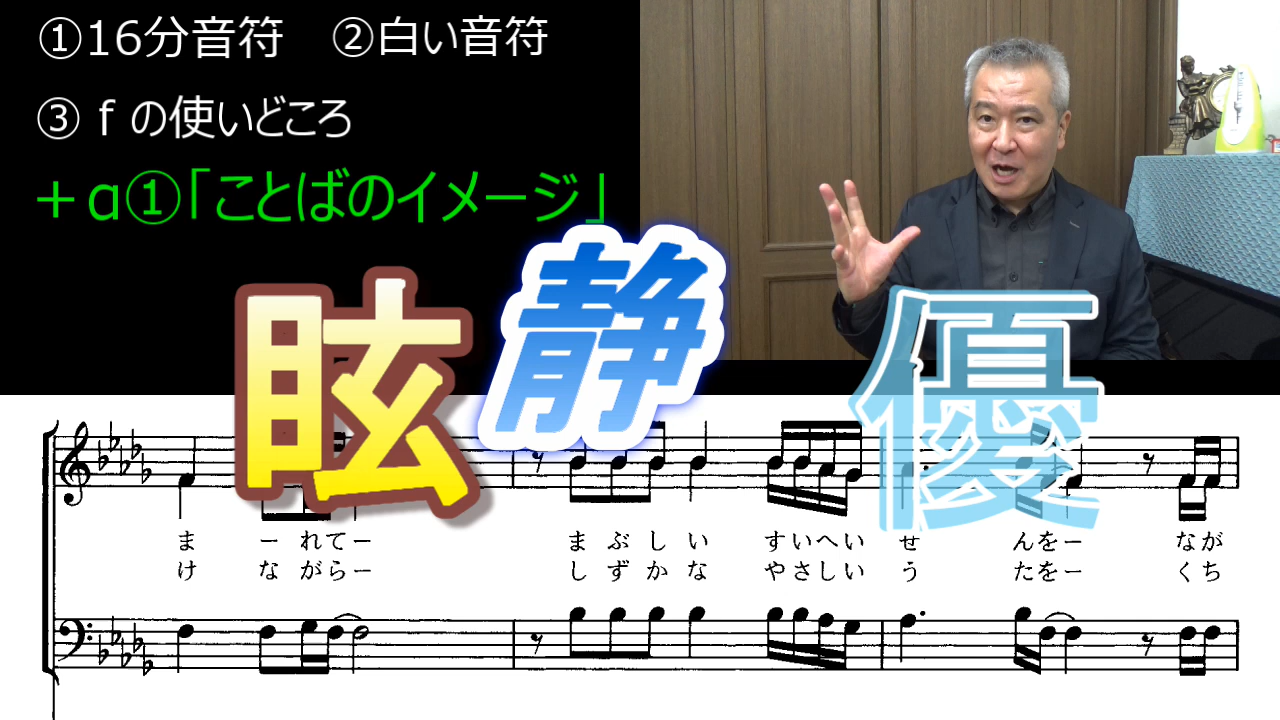 ①16分音符 ②白い音符
③ f の使いどころ
+α①「ことばのイメージ」
眩 静 優
ま ー れてー まぶしい すいへい せ んをー なが
け な がらー しずかな やさしい う たをー くち